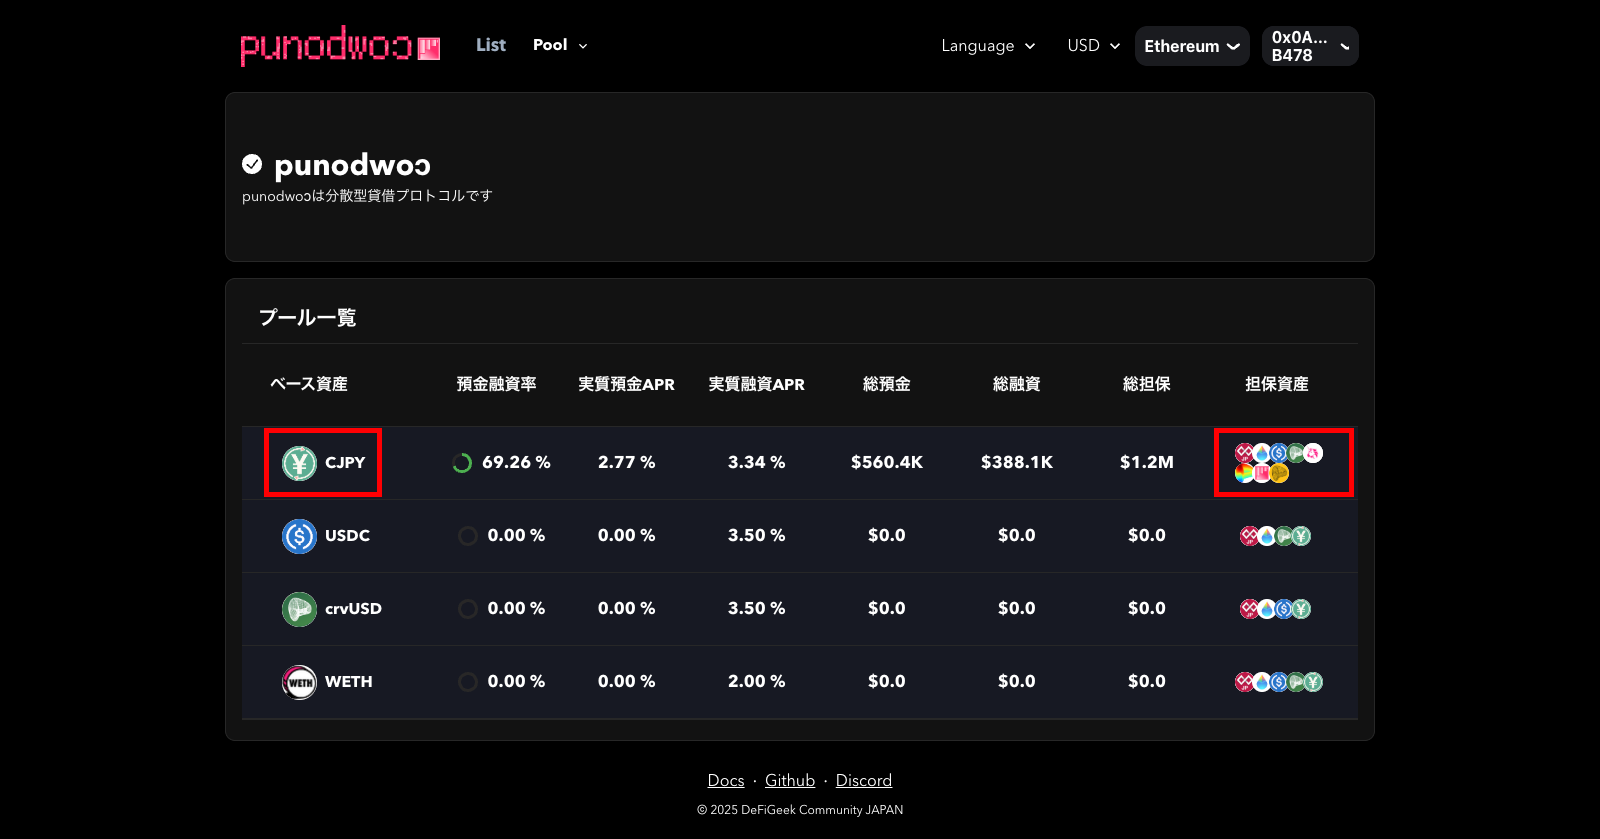 punodwoɔ
List Pool
Language USD Ethereum 0x0A...
B478
punodwoɔ
punodwoɔは分散型貸借プロトコルです
プール一覧
ベース資産 預金融資率 実質預金APR 実質融資APR 総預金 総融資 総担保 担保資産
CJPY 69.26 % 2.77 % 3.34 % $560.4K $388.1K $1.2M
USDC 0.00 % 0.00 % 3.50 % $0.0 $0.0 $0.0
crvUSD 0.00 % 0.00 % 3.50 % $0.0 $0.0 $0.0
WETH WETH 0.00 % 0.00 % 2.00 % $0.0 $0.0 $0.0
Docs · Github · Discord
© 2025 DeFiGeek Community JAPAN